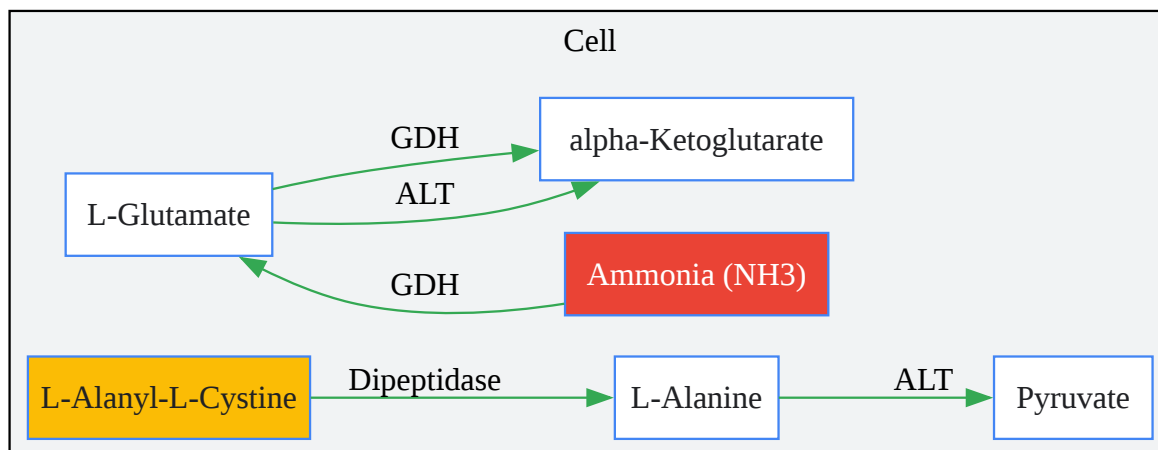 Cell
GDH
alpha-Ketoglutarate
ALT
L-Glutamate
Ammonia (NH3)
GDH
L-Alanyl-L-Cystine
Dipeptidase
L-Alanine
ALT
Pyruvate